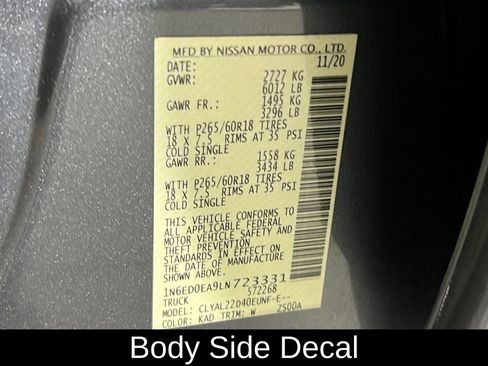 MFD BY NISSAN MOTOR CO., LTD.
DATE: 11/20
GVWR: 2727 KG
6012 LB
GAWR FR.: 1495 KG
3296 LB
WITH P265/60R18 TIRES
18 X 7.5 RIMS AT 35 PSI
COLD SINGLE
GAWR RR.: 1558 KG
3434 LB
WITH P265/60R18 TIRES
18 X 7.5 RIMS AT 35 PSI
COLD SINGLE
THIS VEHICLE CONFORMS TO
ALL APPLICABLE FEDERAL
MOTOR VEHICLE SAFETY AND
THEFT PREVENTION
STANDARDS IN EFFECT ON
THE DATE OF MANUFACTURE
SHOWN ABOVE.
1N6ED0EA9LN723331
TRUCK 572268
MODEL: CLYAL22D40EUNF-E--
COLOR: KAD TRIM: W ZS00A
Body Side Decal